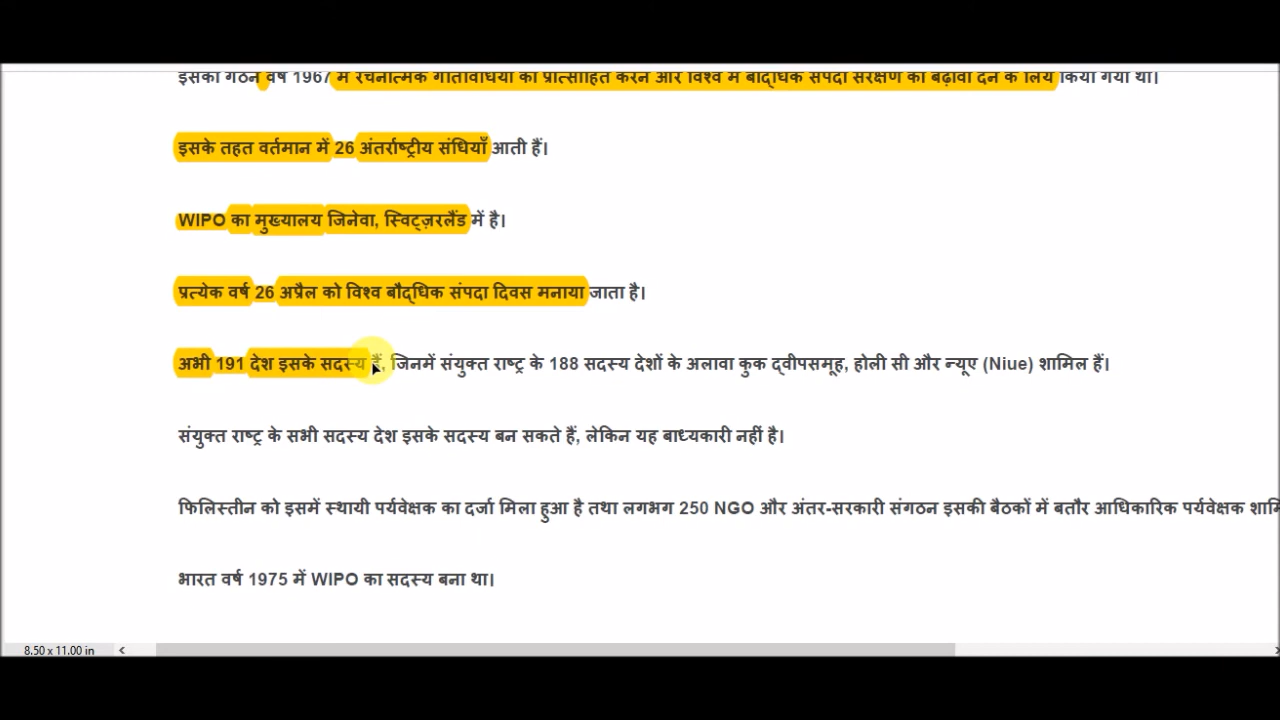 इसका गठन वर्ष 1967 में रचनात्मक गतिविधियों को प्रोत्साहित करने और विश्व में बौद्धिक संपदा संरक्षण को बढ़ावा देने के लिये किया गया था।
इसके तहत वर्तमान में 26 अंतर्राष्ट्रीय संधियाँ आती हैं।
WIPO का मुख्यालय जिनेवा, स्विट्ज़रलैंड में है।
प्रत्येक वर्ष 26 अप्रैल को विश्व बौद्धिक संपदा दिवस मनाया जाता है।
अभी 191 देश इसके सदस्य हैं, जिनमें संयुक्त राष्ट्र के 188 सदस्य देशों के अलावा कुक द्वीपसमूह, होली सी और न्यूए (Niue) शामिल हैं।
संयुक्त राष्ट्र के सभी सदस्य देश इसके सदस्य बन सकते हैं, लेकिन यह बाध्यकारी नहीं है।
फिलिस्तीन को इसमें स्थायी पर्यवेक्षक का दर्जा मिला हुआ है तथा लगभग 250 NGO और अंतर-सरकारी संगठन इसकी बैठकों में बतौर आधिकारिक पर्यवेक्षक
भारत वर्ष 1975 में WIPO का सदस्य बना था।
8.50 x 11.00 in